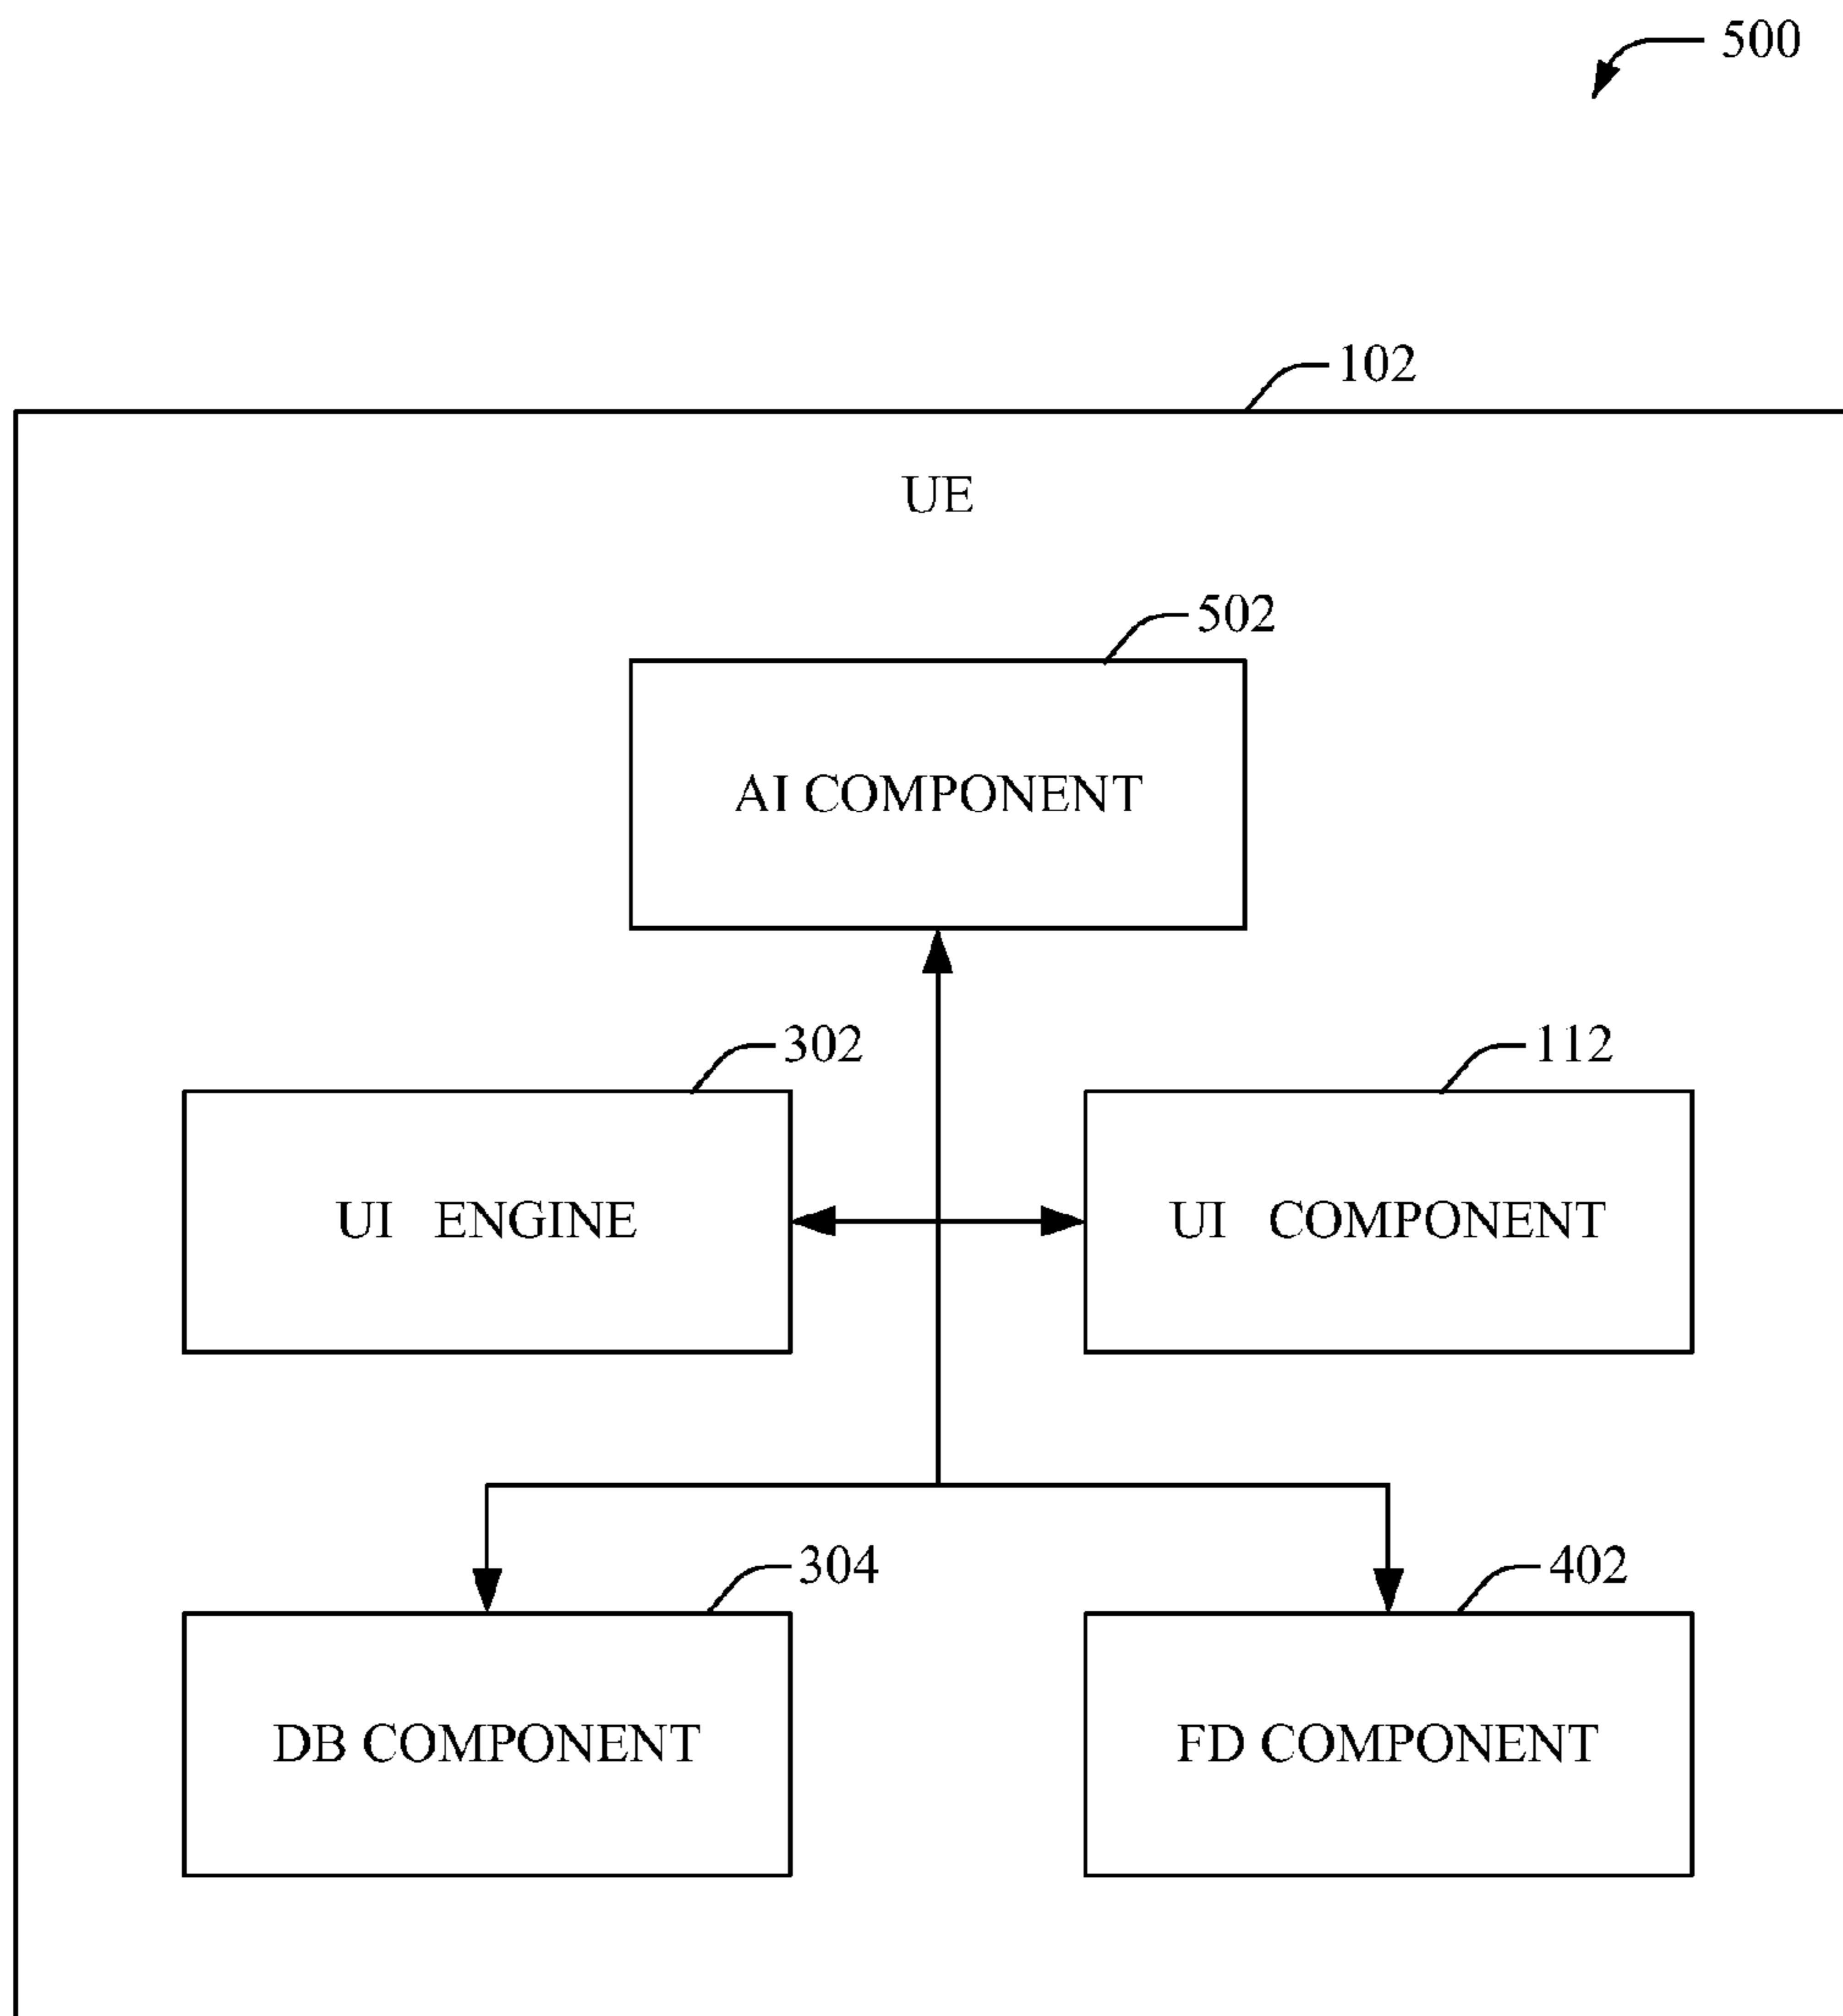 500
102
UE
502
AI COMPONENT
302
112
UI ENGINE
UI COMPONENT
304
402
DB COMPONENT
FD COMPONENT